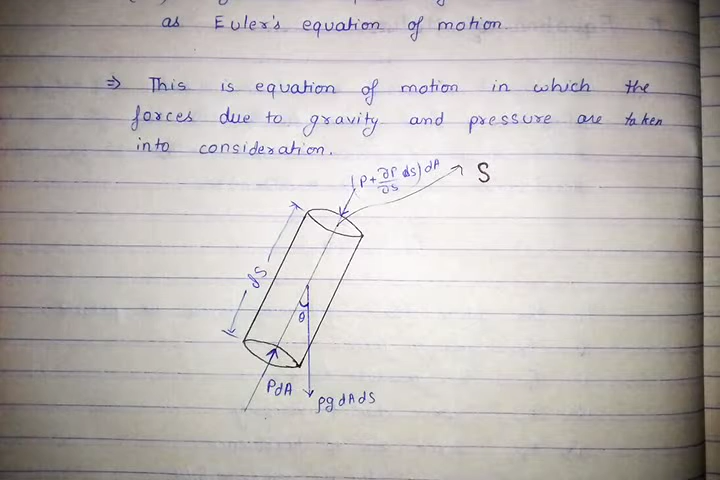 as Euler's equation of motion.
⇒ This is equation of motion in which the
forces due to gravity and pressure are taken
into consideration.
(P+∂P/∂S ds) dA
S
ds
θ
PdA
ρg dA dS